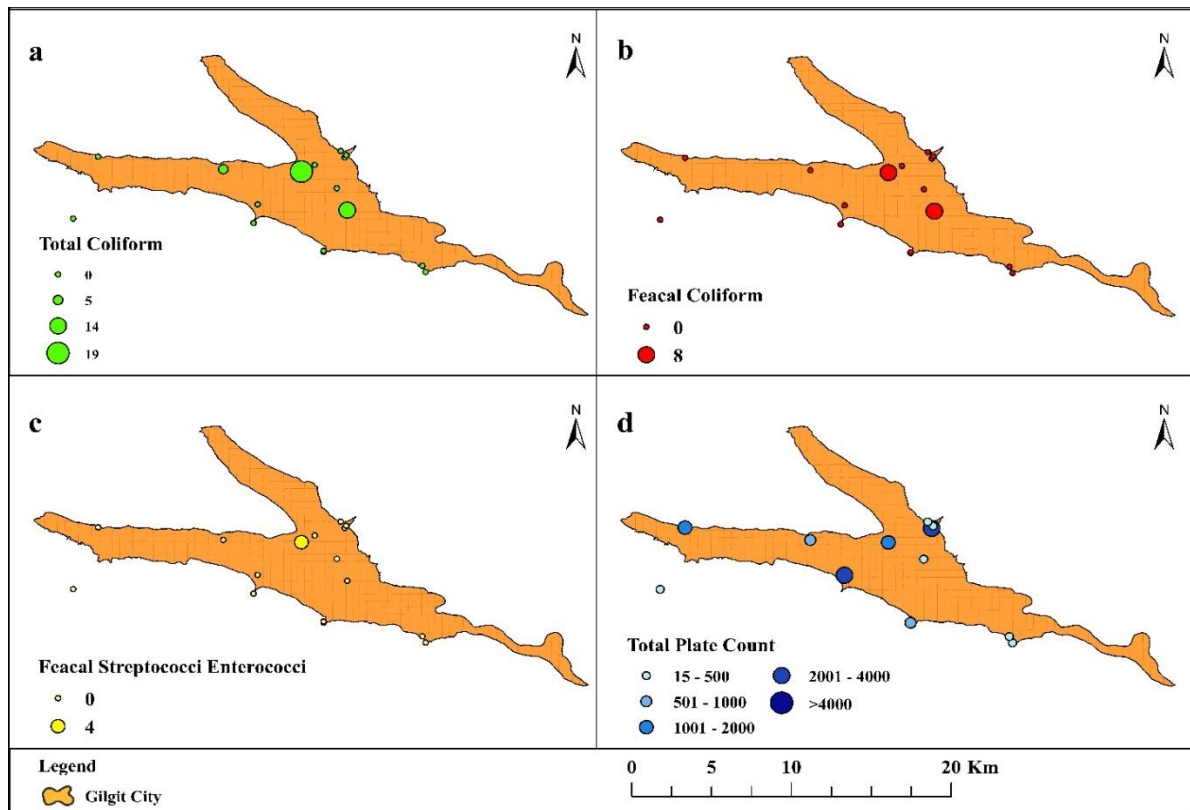 a
N
Total Coliform
0
5
14
19
b
N
Feacal Coliform
0
8
c
N
Feacal Streptococci Enterococci
0
4
d
N
Total Plate Count
15 - 500
501 - 1000
1001 - 2000
2001 - 4000
>4000
Legend
Gilgit City
0 5 10 20 Km